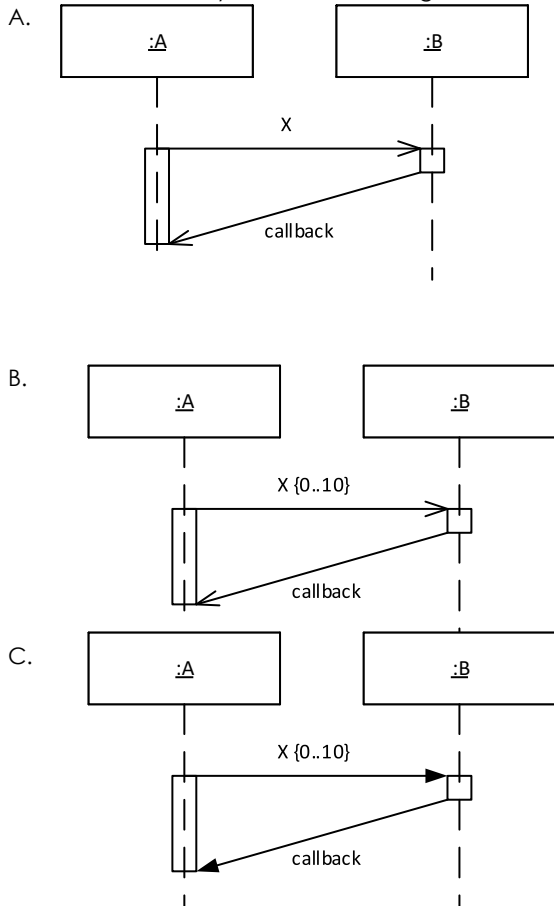 A.
:A :B
X
callback
B.
:A :B
X {0..10}
callback
C.
:A :B
X {0..10}
callback